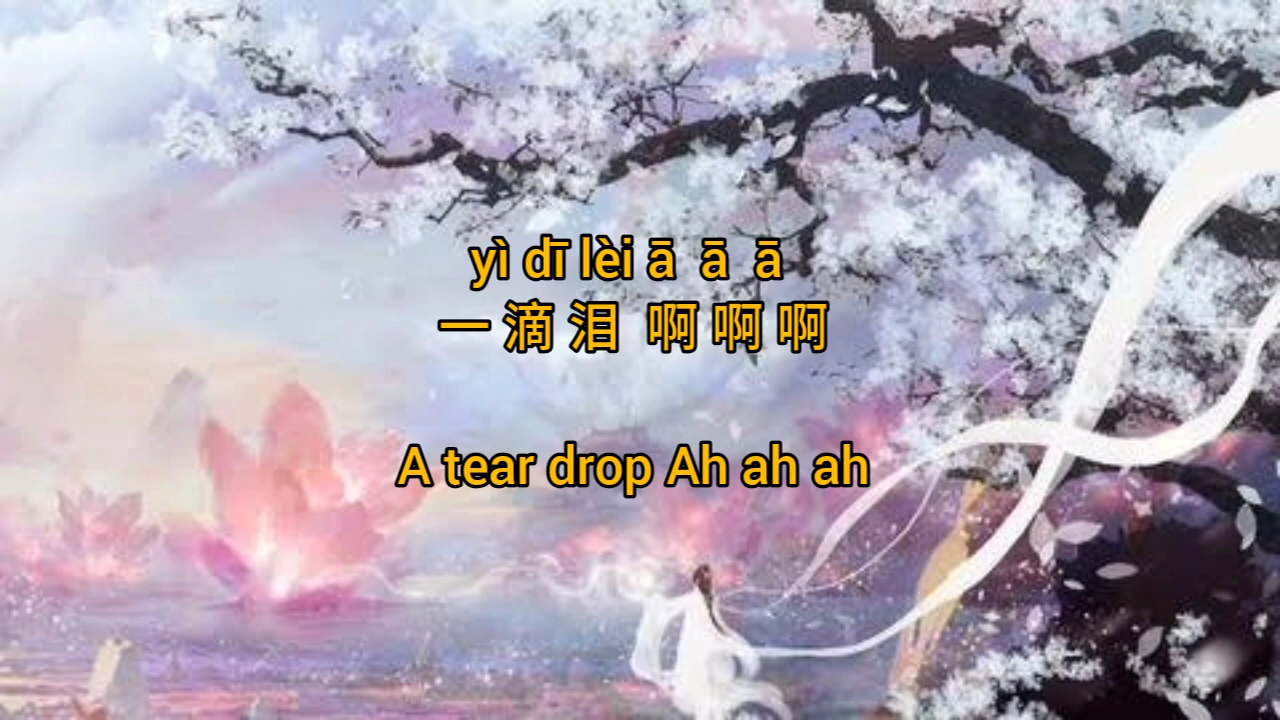 yì dī lèi ā ā ā
一 滴 泪 啊 啊 啊
A tear drop Ah ah ah